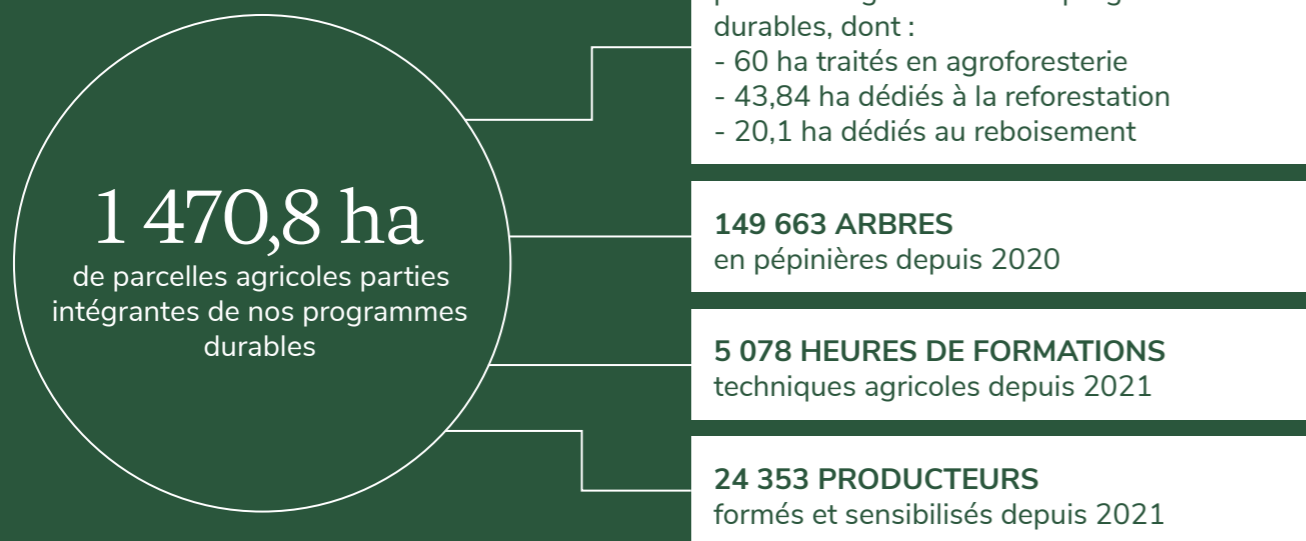 1 470,8 ha
de parcelles agricoles parties
intégrantes de nos programmes
durables
durables, dont :
- 60 ha traités en agroforesterie
- 43,84 ha dédiés à la reforestation
- 20,1 ha dédiés au reboisement
149 663 ARBRES
en pépinières depuis 2020
5 078 HEURES DE FORMATIONS
techniques agricoles depuis 2021
24 353 PRODUCTEURS
formés et sensibilisés depuis 2021